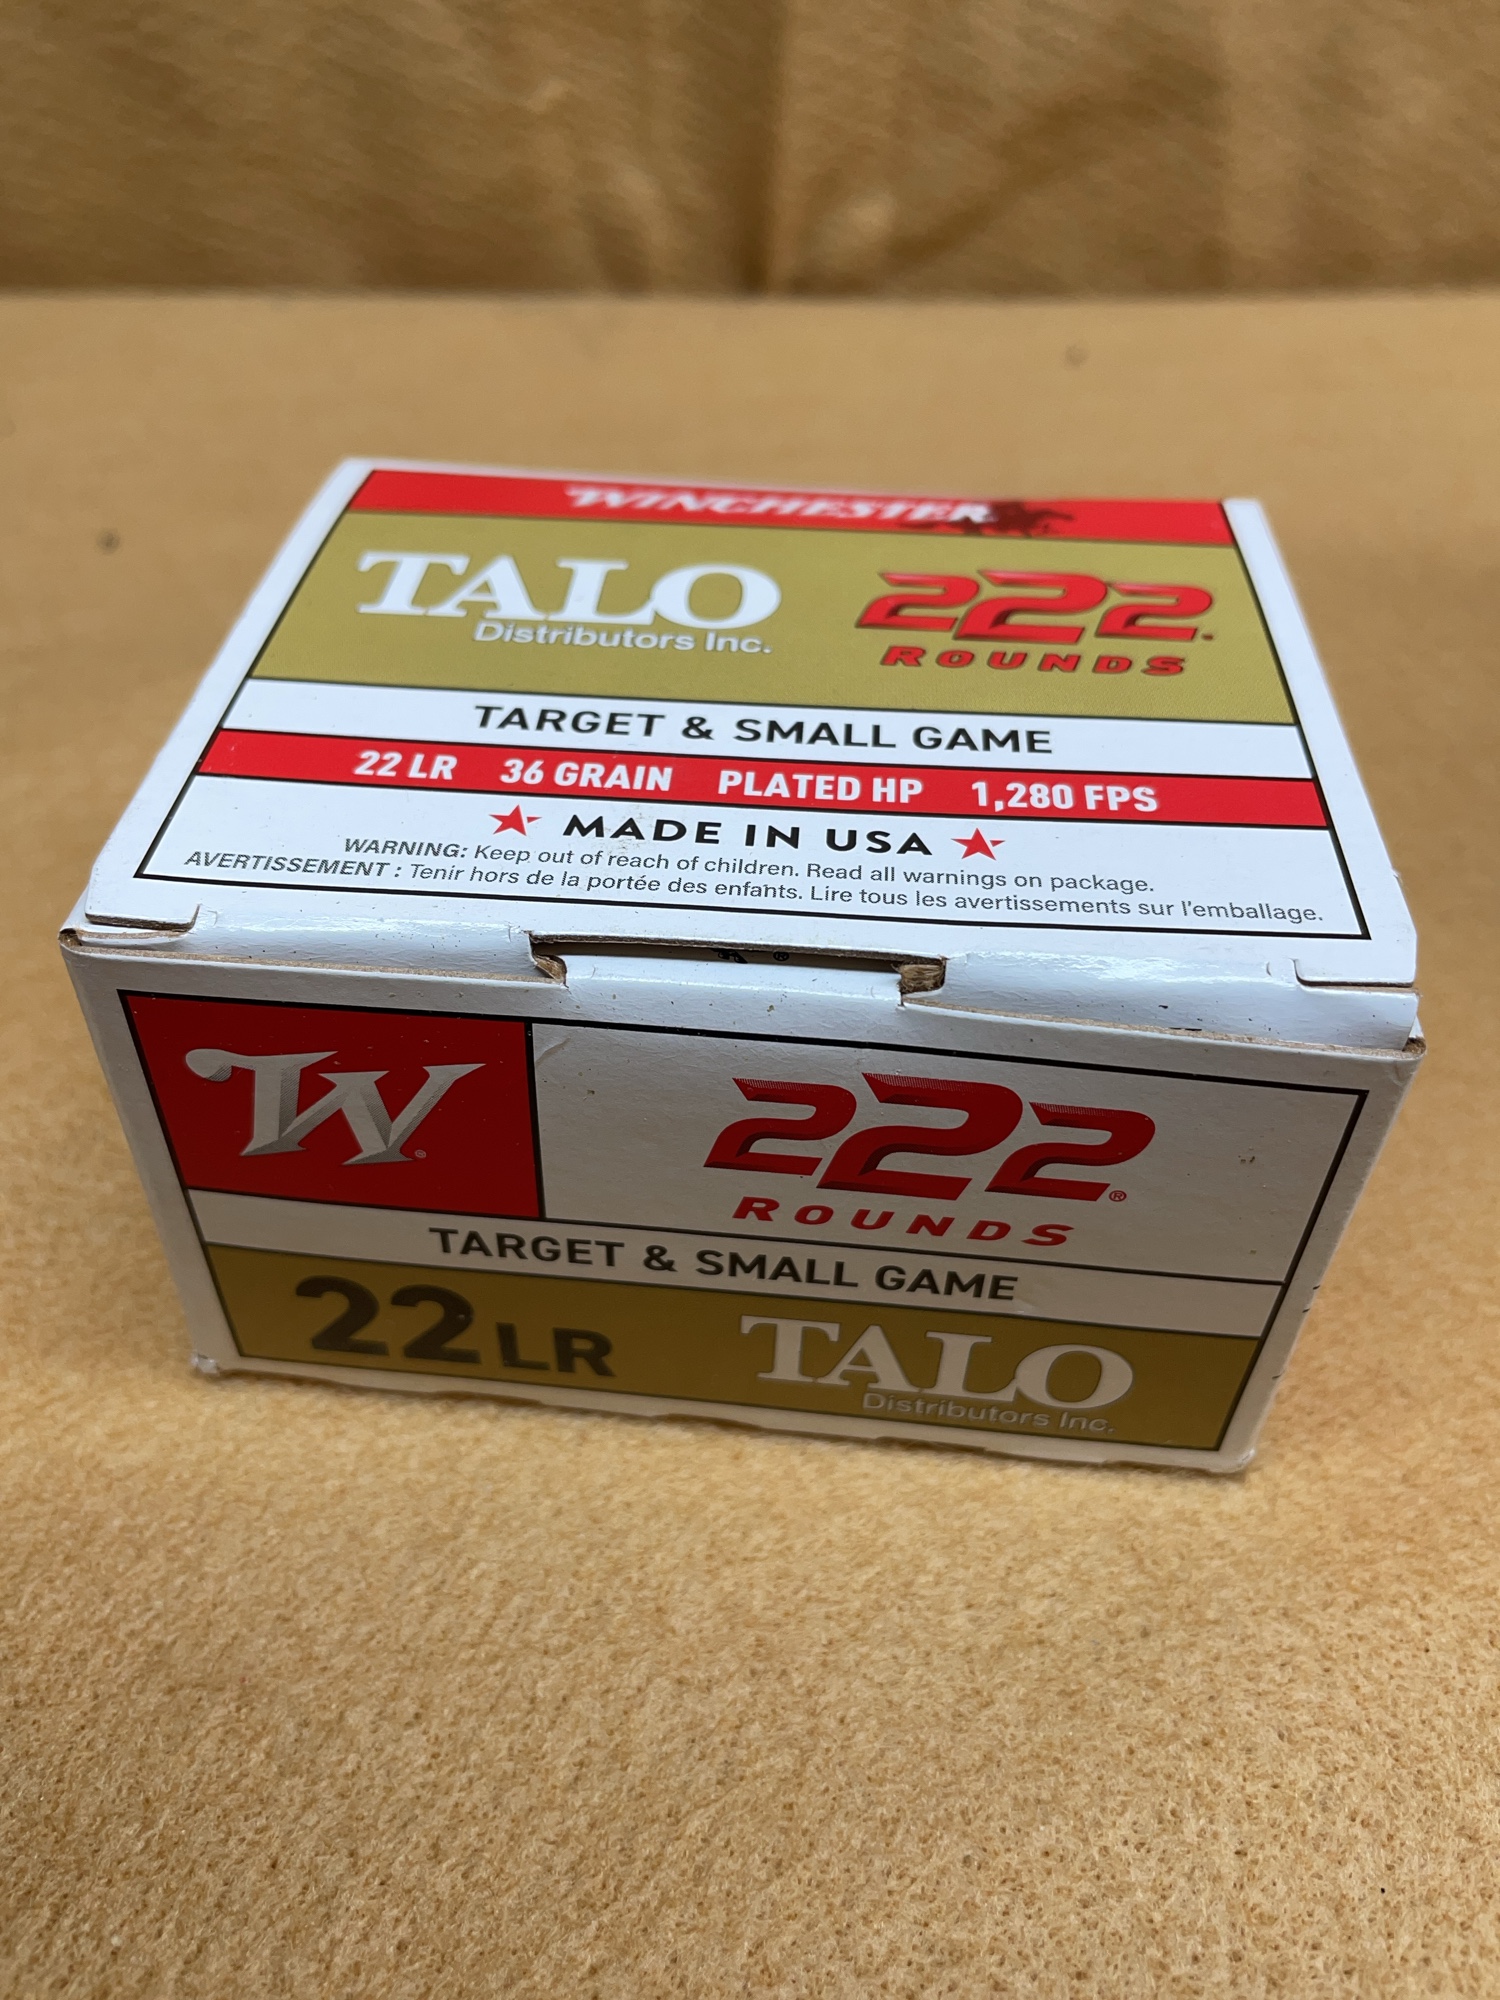 WINCHESTER
TALO
Distributors Inc.
222
ROUNDS
TARGET & SMALL GAME
22 LR 36 GRAIN PLATED HP 1,280 FPS
★ MADE IN USA ★
WARNING: Keep out of reach of children. Read all warnings on package.
AVERTISSEMENT : Tenir hors de la portée des enfants. Lire tous les avertissements sur l'emballage.
W®
222®
ROUNDS
TARGET & SMALL GAME
22 LR
TALO
Distributors Inc.